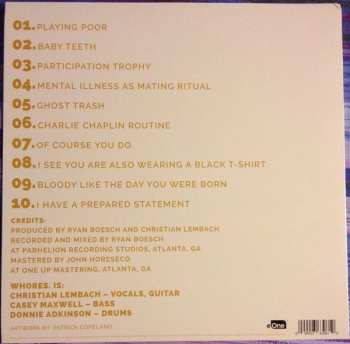 01. PLAYING POOR
02. BABY TEETH
03. PARTICIPATION TROPHY
04. MENTAL ILLNESS AS MATING RITUAL
05. GHOST TRASH
06. CHARLIE CHAPLIN ROUTINE
07. OF COURSE YOU DO
08. I SEE YOU ARE ALSO WEARING A BLACK T-SHIRT
09. BLOODY LIKE THE DAY YOU WERE BORN
10. I HAVE A PREPARED STATEMENT
CREDITS:
PRODUCED BY RYAN BOESCH AND CHRISTIAN LEMBACH
RECORDED AND MIXED BY RYAN BOESCH
AT PARHELION RECORDING STUDIOS, ATLANTA, GA
MASTERED BY JOHN HORESECO
AT ONE UP MASTERING, ATLANTA, GA
WHORES. IS:
CHRISTIAN LEMBACH – VOCALS, GUITAR
CASEY MAXWELL – BASS
DONNIE ADKINSON – DRUMS
ARTWORK BY PATRICK COPELAND
eOne